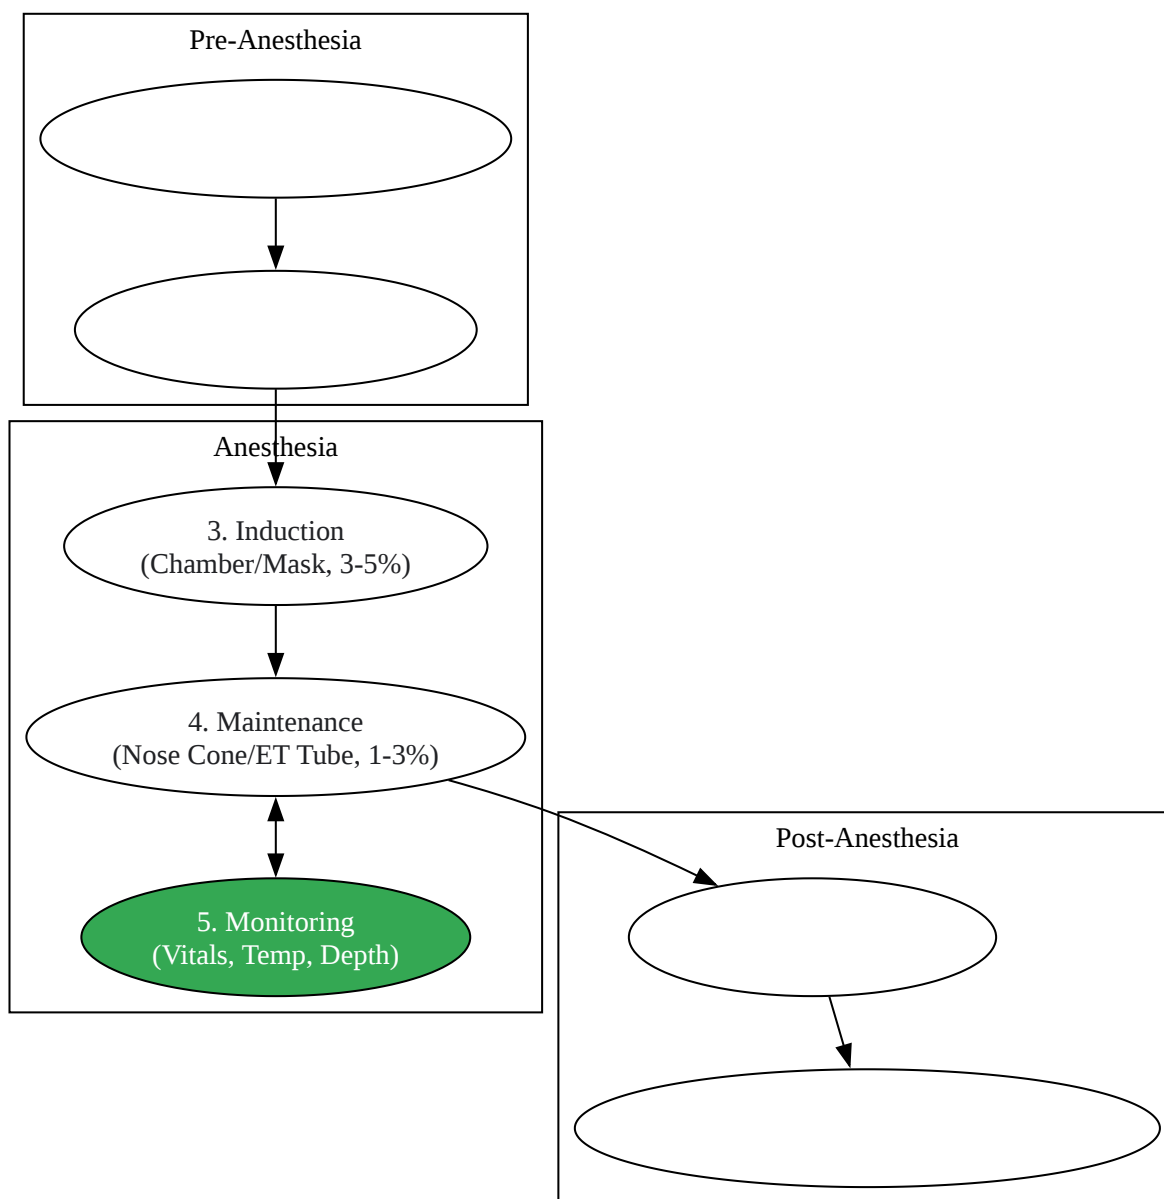 Pre-Anesthesia
Anesthesia
3. Induction
(Chamber/Mask, 3-5%)
4. Maintenance
(Nose Cone/ET Tube, 1-3%)
Post-Anesthesia
5. Monitoring
(Vitals, Temp, Depth)